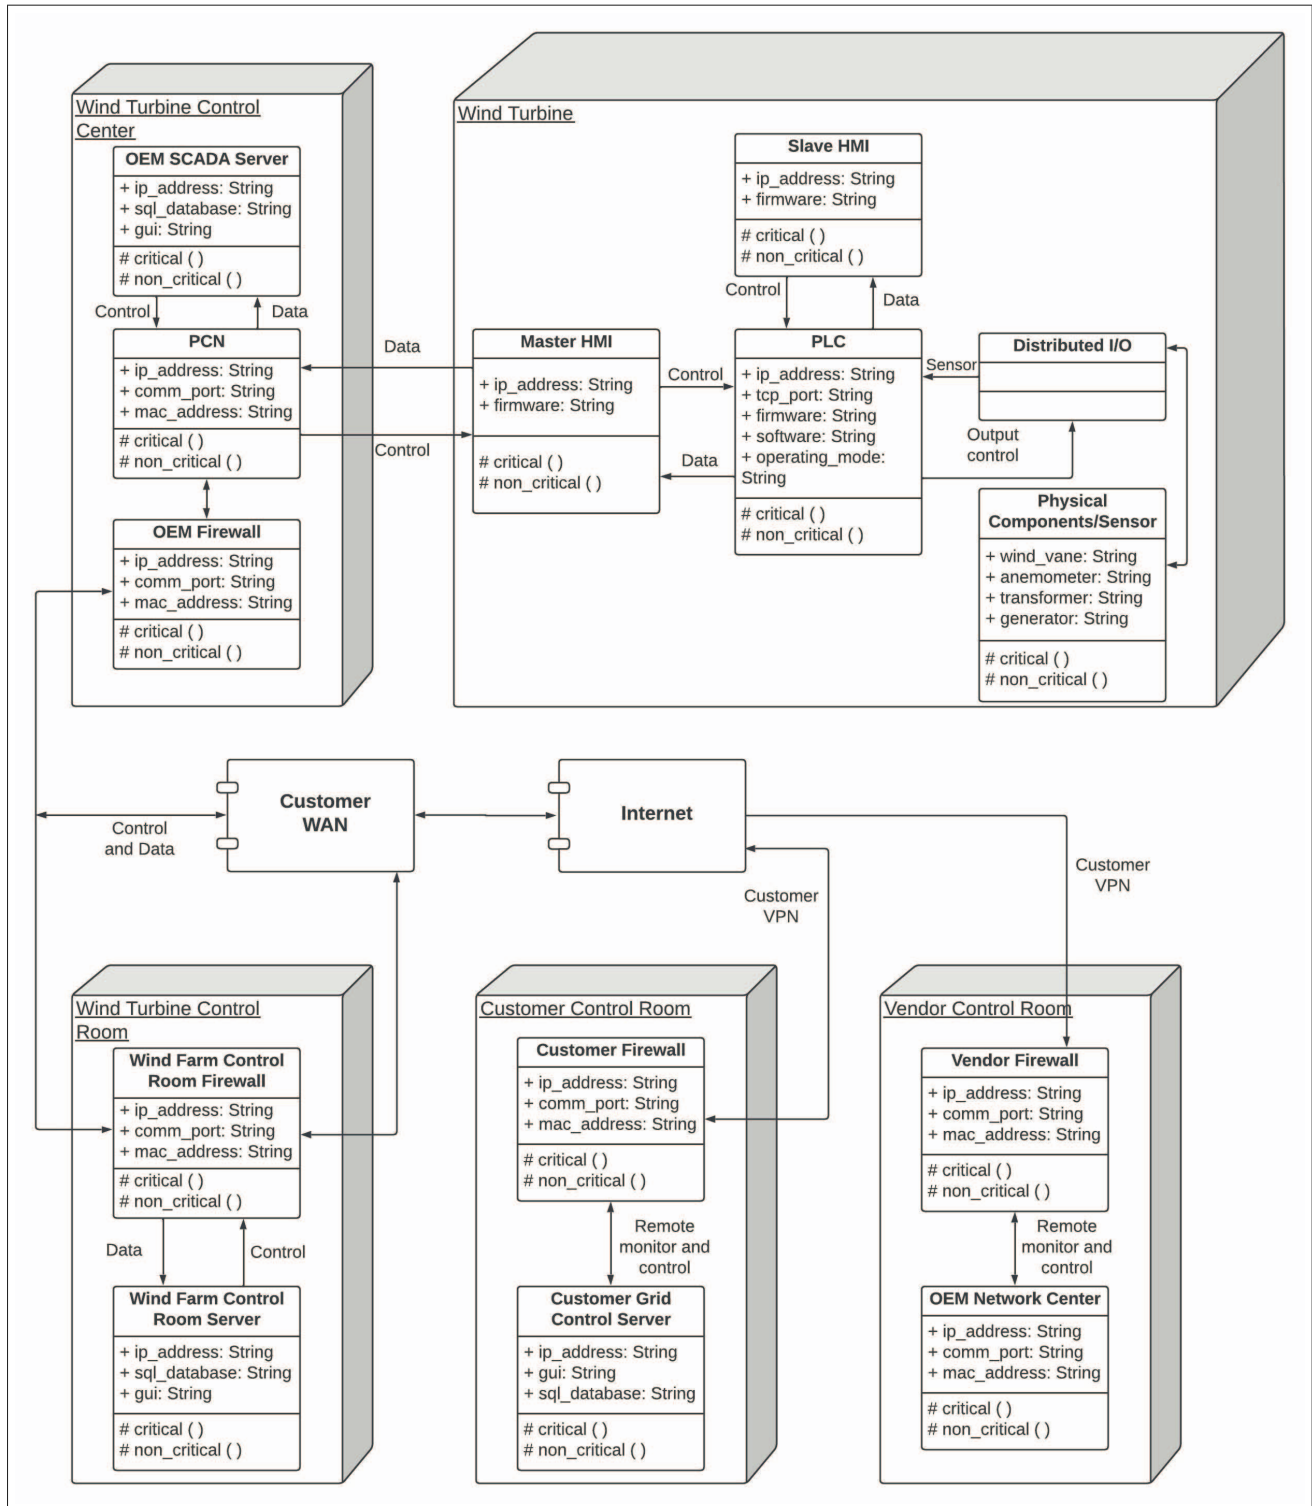 Wind Turbine Control
Center
OEM SCADA Server
+ ip_address: String
+ sql_database: String
+ gui: String
# critical ( )
# non_critical ( )
Control
Data
PCN
+ ip_address: String
+ comm_port: String
+ mac_address: String
# critical ( )
# non_critical ( )
OEM Firewall
+ ip_address: String
+ comm_port: String
+ mac_address: String
# critical ( )
# non_critical ( )
Data
Control
Wind Turbine
Slave HMI
+ ip_address: String
+ firmware: String
# critical ( )
# non_critical ( )
Control
Data
Master HMI
+ ip_address: String
+ firmware: String
# critical ( )
# non_critical ( )
Control
Data
PLC
+ ip_address: String
+ tcp_port: String
+ firmware: String
+ software: String
+ operating_mode:
String
# critical ( )
# non_critical ( )
Sensor
Output
control
Distributed I/O
Physical
Components/Sensor
+ wind_vane: String
+ anemometer: String
+ transformer: String
+ generator: String
# critical ( )
# non_critical ( )
Control
and Data
Customer
WAN
Internet
Customer
VPN
Customer
VPN
Wind Turbine Control
Room
Wind Farm Control
Room Firewall
+ ip_address: String
+ comm_port: String
+ mac_address: String
# critical ( )
# non_critical ( )
Data
Control
Wind Farm Control
Room Server
+ ip_address: String
+ sql_database: String
+ gui: String
# critical ( )
# non_critical ( )
Customer Control Room
Customer Firewall
+ ip_address: String
+ comm_port: String
+ mac_address: String
# critical ( )
# non_critical ( )
Remote
monitor and
control
Customer Grid
Control Server
+ ip_address: String
+ gui: String
+ sql_database: String
# critical ( )
# non_critical ( )
Vendor Control Room
Vendor Firewall
+ ip_address: String
+ comm_port: String
+ mac_address: String
# critical ( )
# non_critical ( )
Remote
monitor and
control
OEM Network Center
+ ip_address: String
+ comm_port: String
+ mac_address: String
# critical ( )
# non_critical ( )